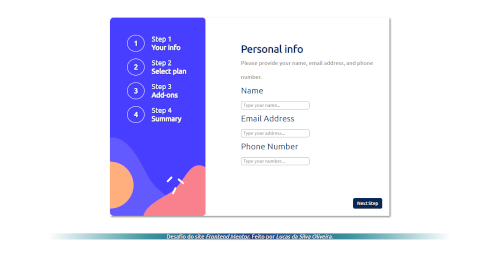 1
Step 1
Your info
2
Step 2
Select plan
3
Step 3
Add-ons
4
Step 4
Summary
Personal info
Please provide your name, email address, and phone
number.
Name
Type your name...
Email Address
Type your address...
Phone Number
Type your number...
Next Step
Desafio do site Frontend Mentor. Feito por Lucas da Silva Oliveira.